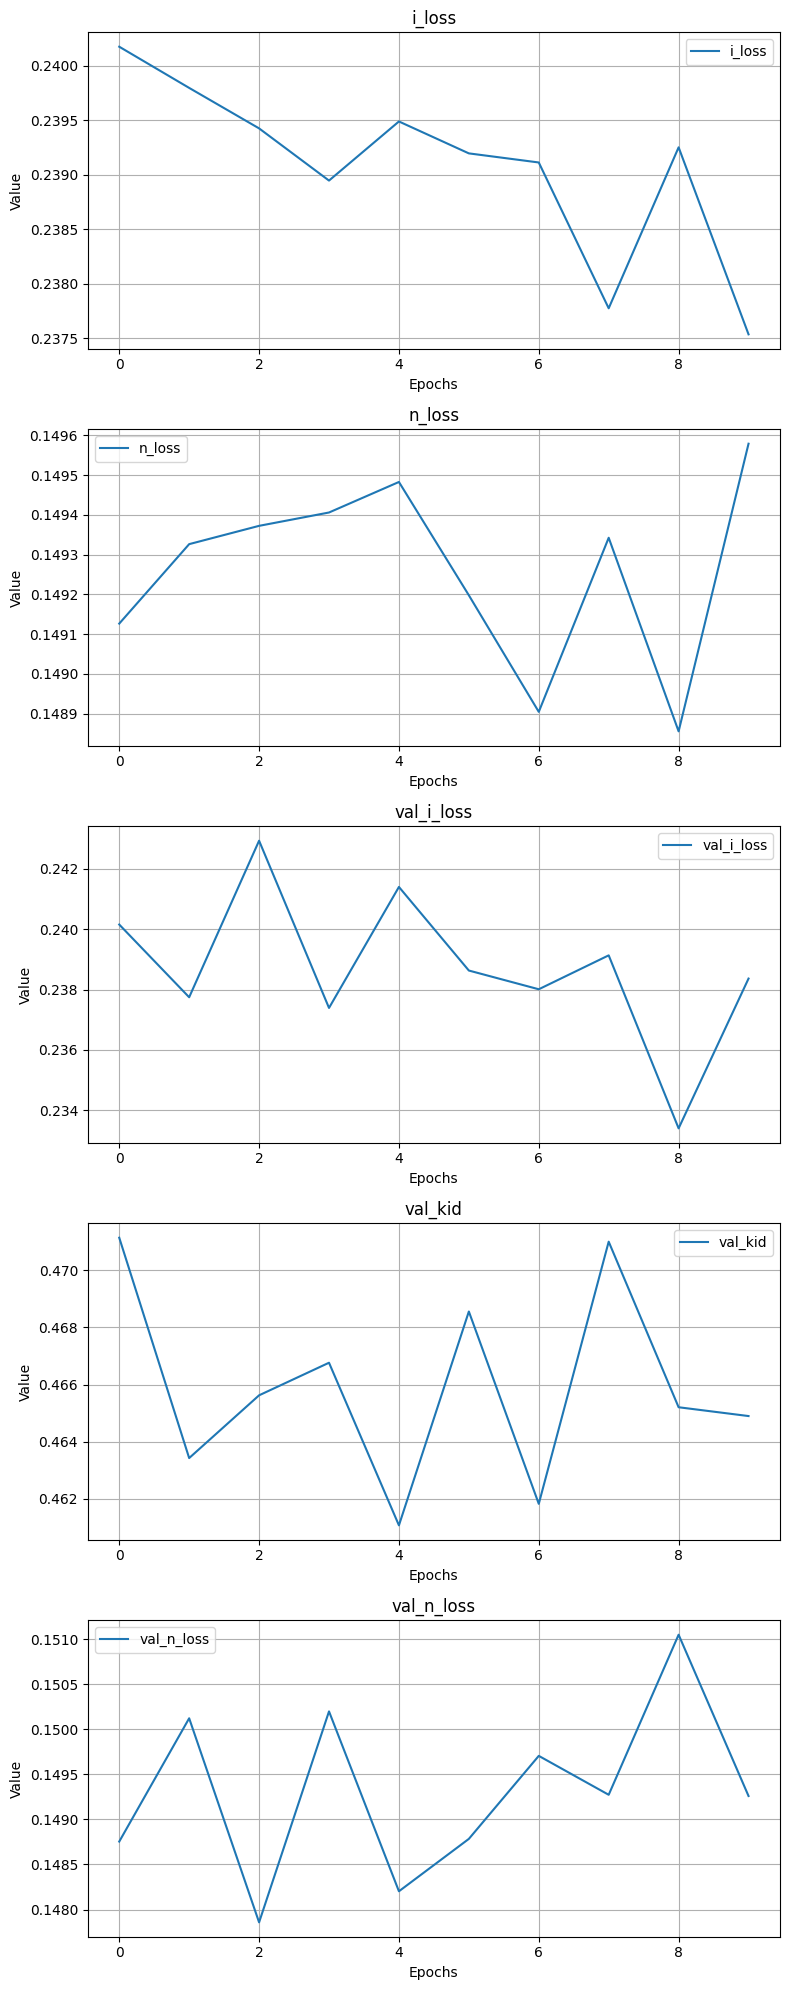 i_loss
i_loss
0.2400
0.2395
0.2390
0.2385
0.2380
0.2375
Value
0 2 4 6 8
Epochs
n_loss
n_loss
0.1496
0.1495
0.1494
0.1493
0.1492
0.1491
0.1490
0.1489
Value
0 2 4 6 8
Epochs
val_i_loss
val_i_loss
0.242
0.240
0.238
0.236
0.234
Value
0 2 4 6 8
Epochs
val_kid
val_kid
0.470
0.468
0.466
0.464
0.462
Value
0 2 4 6 8
Epochs
val_n_loss
val_n_loss
0.1510
0.1505
0.1500
0.1495
0.1490
0.1485
0.1480
Value
0 2 4 6 8
Epochs